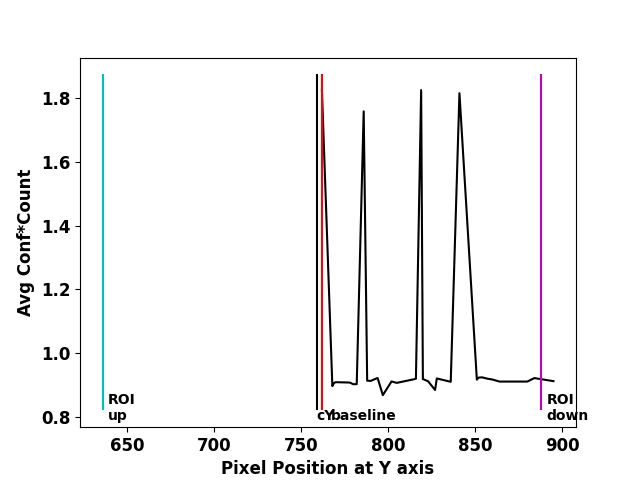 1.8
1.6
1.4
1.2
1.0
0.8
Avg Conf*Count
ROI
up
cY
baseline
ROI
down
650
700
750
800
850
900
Pixel Position at Y axis